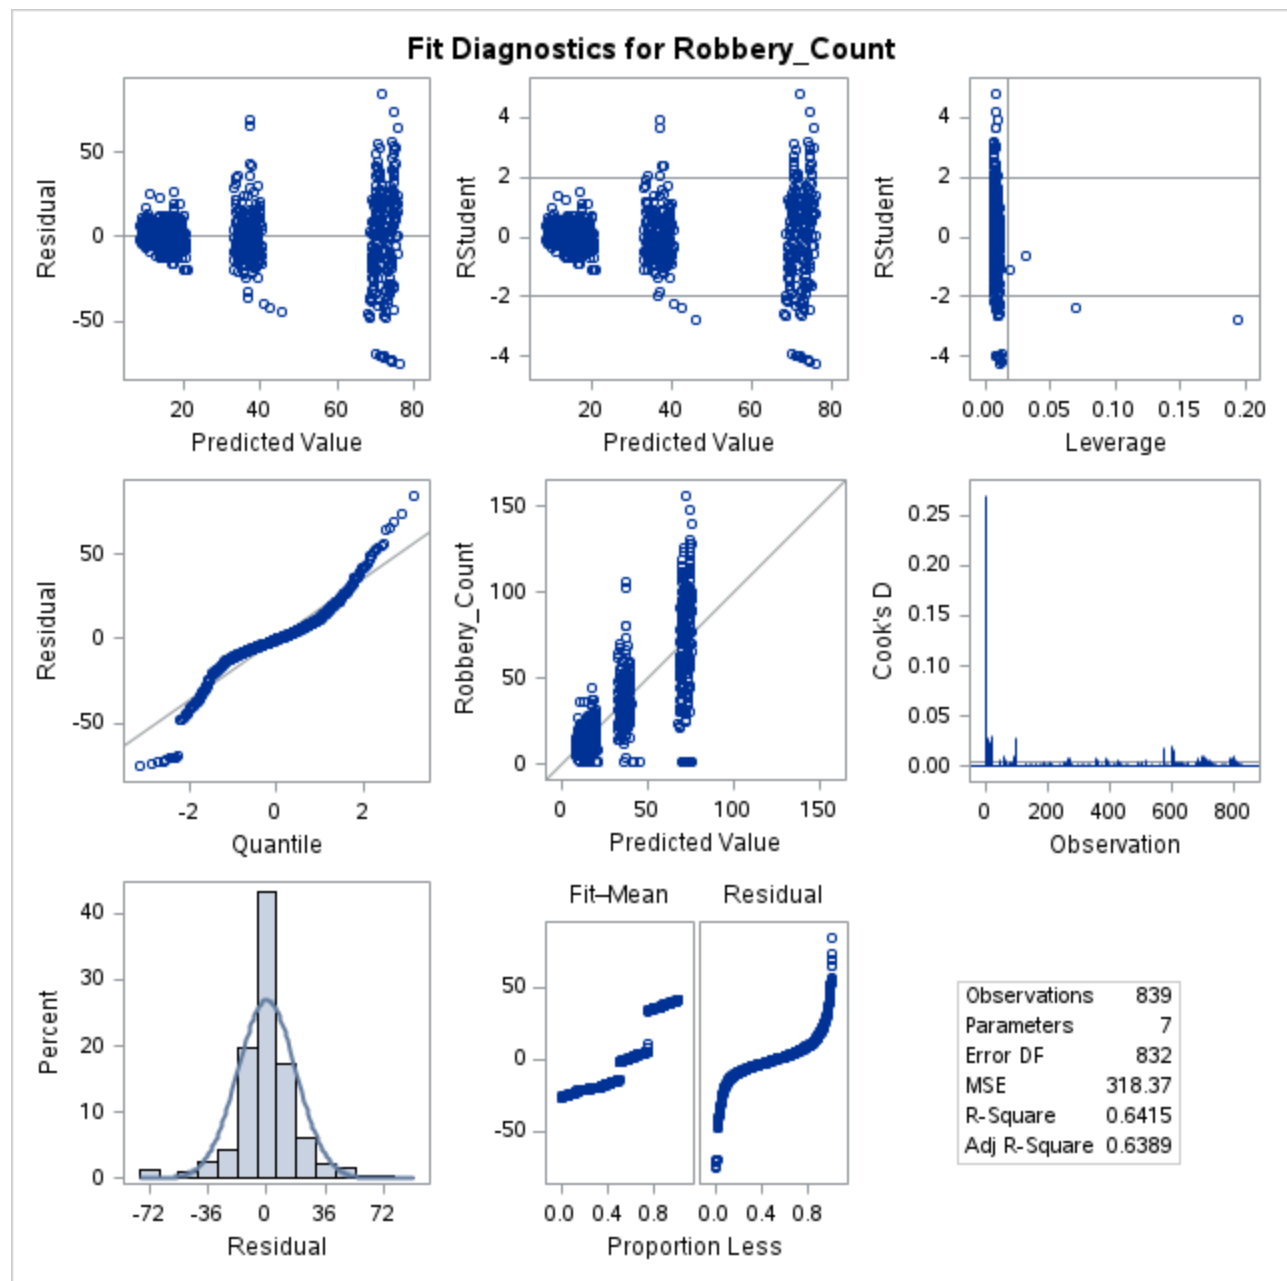 Fit Diagnostics for Robbery_Count
Residual
50
0
-50
20 40 60 80
Predicted Value
RStudent
4
2
0
-2
-4
20 40 60 80
Predicted Value
RStudent
4
2
0
-2
-4
0.00 0.05 0.10 0.15 0.20
Leverage
Residual
50
0
-50
-2 0 2
Quantile
Robbery_Count
150
100
50
0
0 50 100 150
Predicted Value
Cook's D
0.25
0.20
0.15
0.10
0.05
0.00
0 200 400 600 800
Observation
Percent
40
30
20
10
0
-72 -36 0 36 72
Residual
Fit–Mean Residual
50
0
-50
0.0 0.4 0.8 0.0 0.4 0.8
Proportion Less
Observations 839
Parameters 7
Error DF 832
MSE 318.37
R-Square 0.6415
Adj R-Square 0.6389